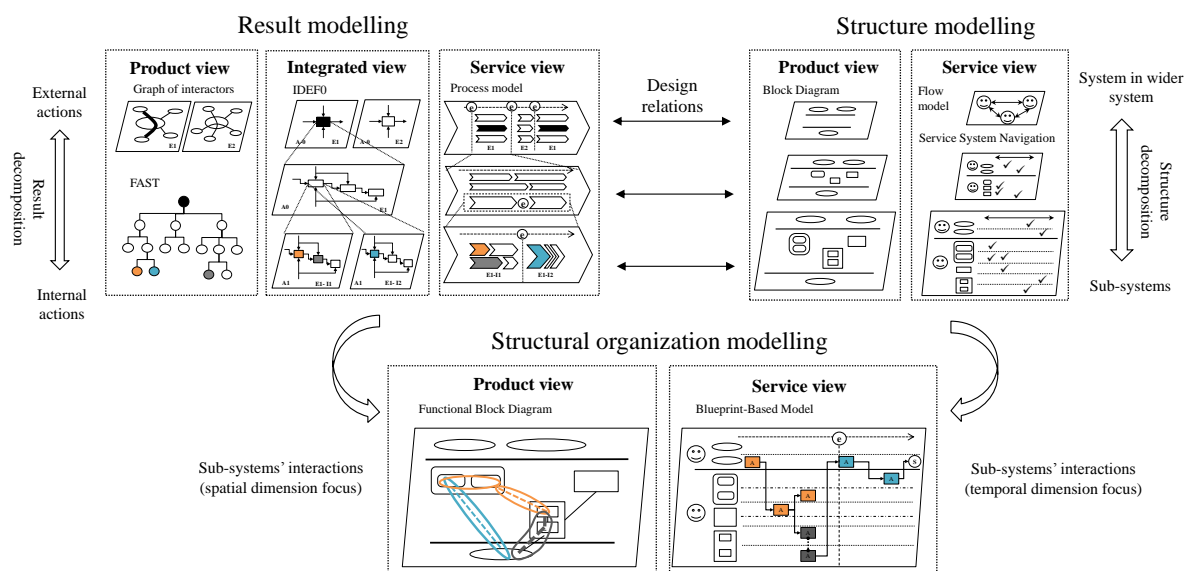 Result modelling
Structure modelling
External actions
Result decomposition
Internal actions
Product view
Graph of interactors
E1
E2
FAST
Integrated view
IDEF0
A-0
E1
A-0
E2
A0
E1
A1
E1- I1
A1
E1- I2
Service view
Process model
e
e
e
E1
E2
E1
e
e
E1-I1
E1-I2
Design relations
Product view
Block Diagram
Service view
Flow model
Service System Navigation
System in wider system
Structure decomposition
Sub-systems
Structural organization modelling
Product view
Functional Block Diagram
Service view
Blueprint-Based Model
e
A
A
A
A
A
A
A
S
Sub-systems’ interactions
(spatial dimension focus)
Sub-systems’ interactions
(temporal dimension focus)